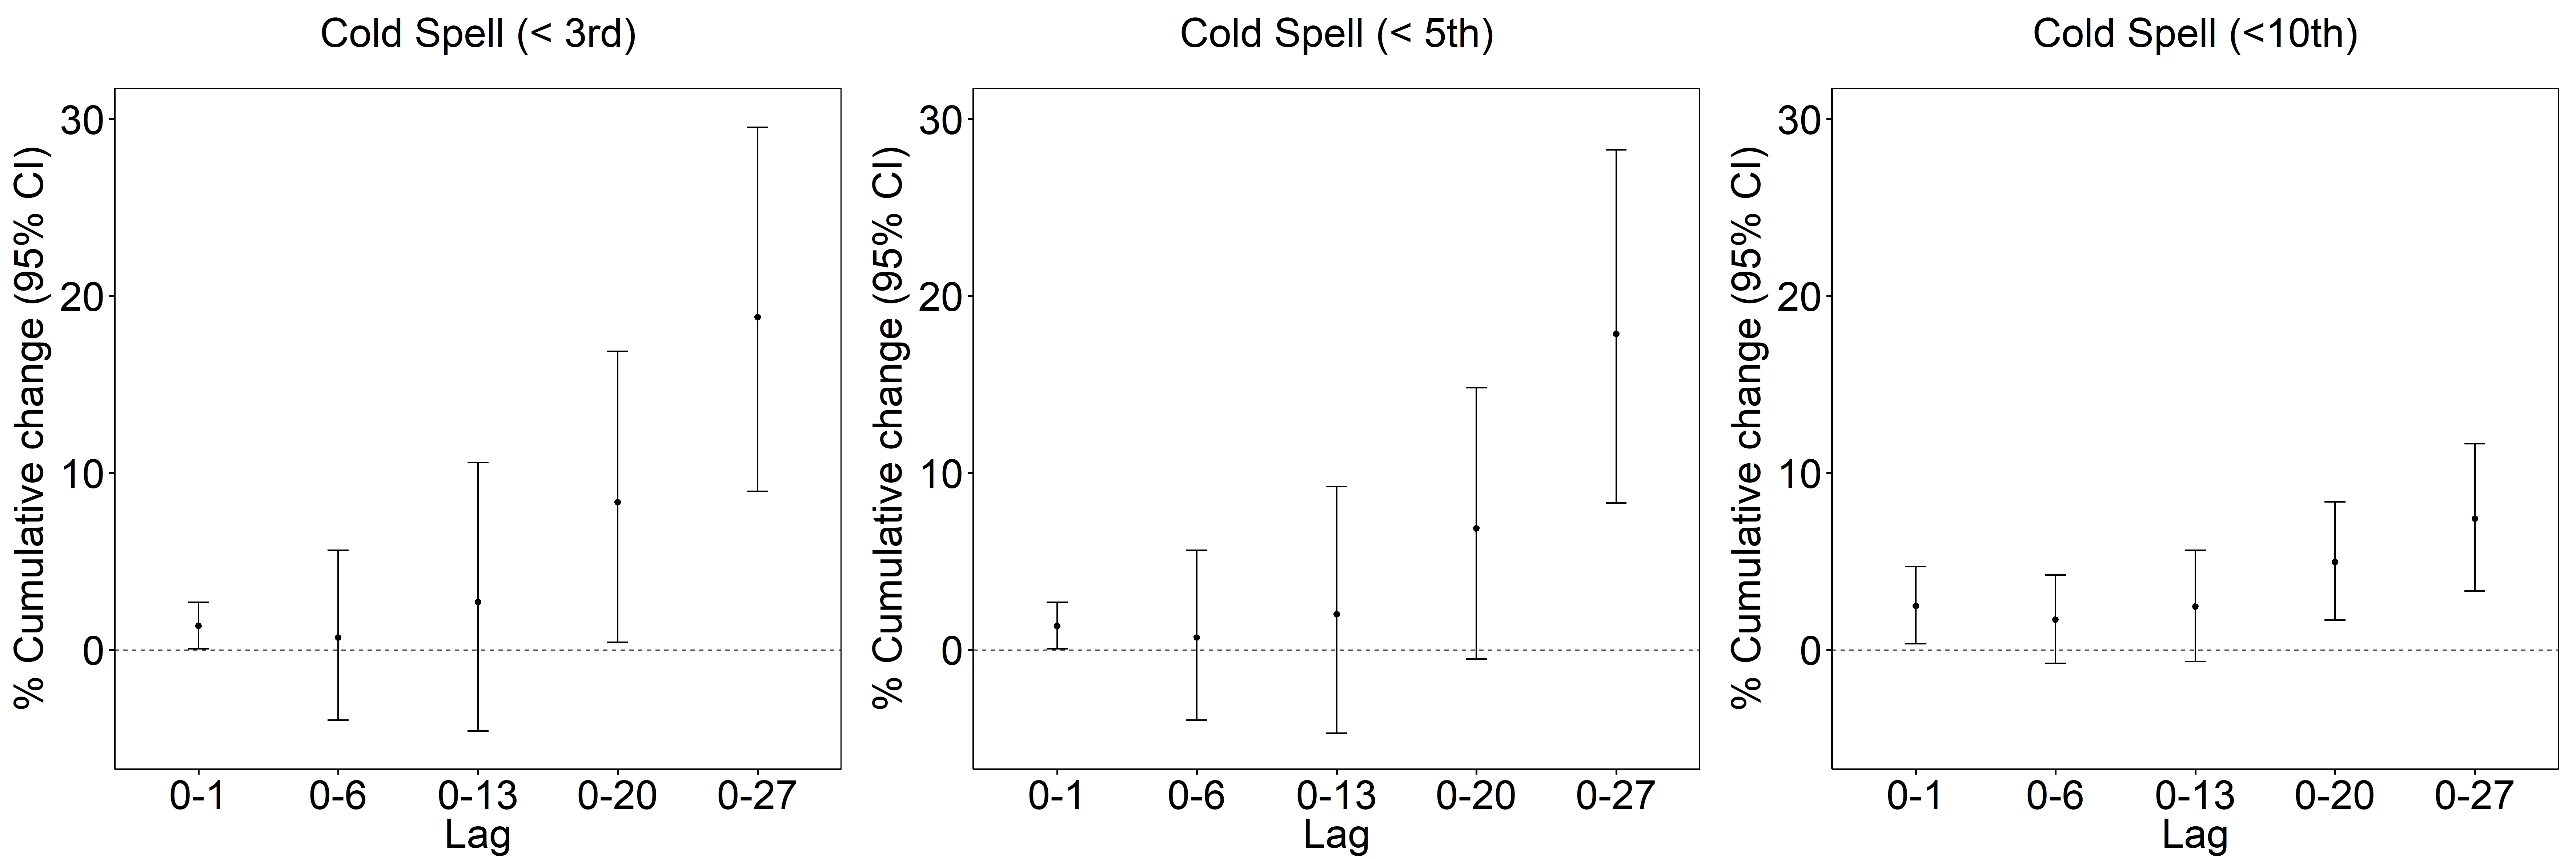 Cold Spell (< 3rd)
% Cumulative change (95% CI)
30
20
10
0
0-1 0-6 0-13 0-20 0-27
Lag
Cold Spell (< 5th)
% Cumulative change (95% CI)
30
20
10
0
0-1 0-6 0-13 0-20 0-27
Lag
Cold Spell (<10th)
% Cumulative change (95% CI)
30
20
10
0
0-1 0-6 0-13 0-20 0-27
Lag